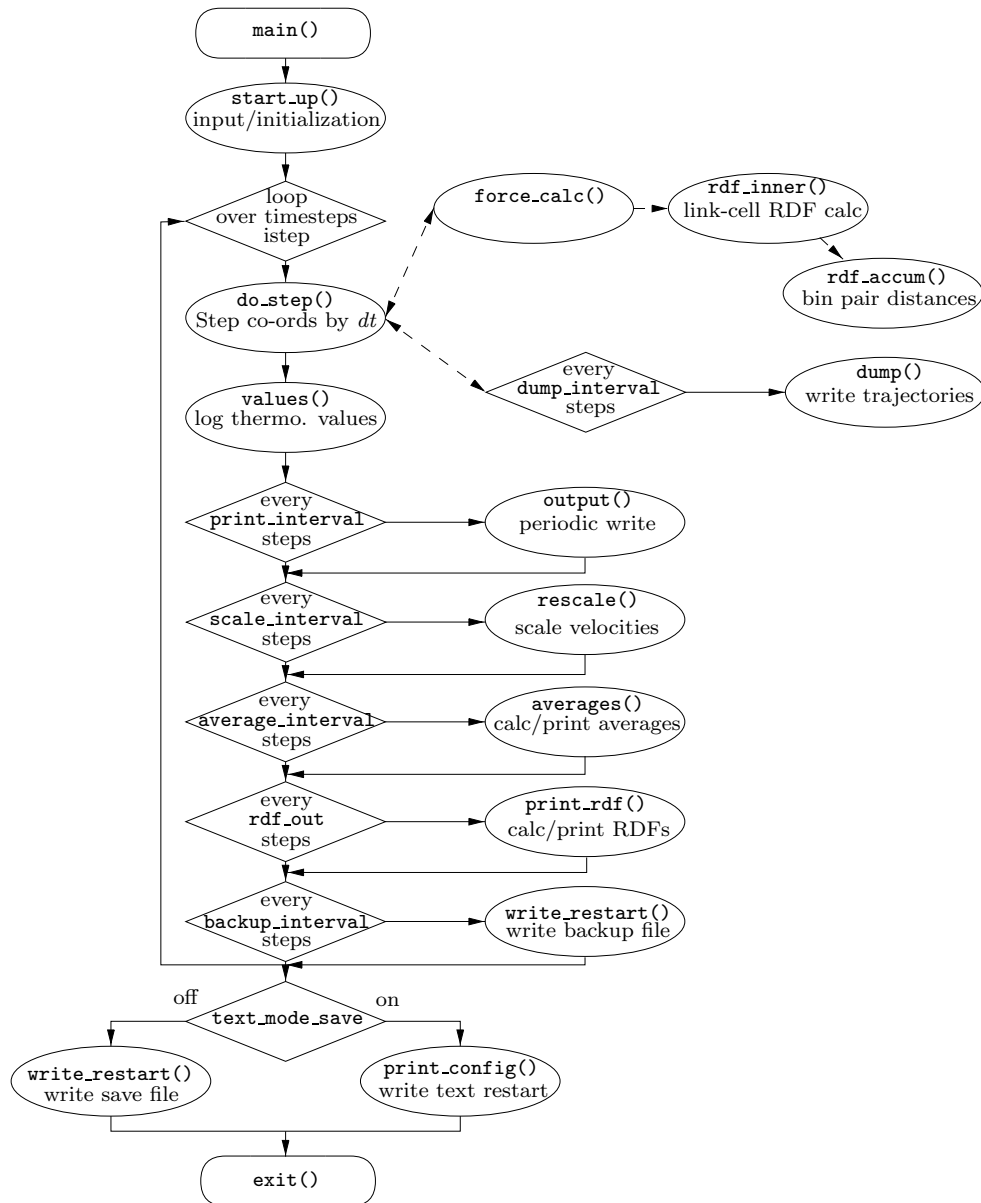 main()
start_up()
input/initialization
loop
over timesteps
istep
force_calc()
rdf_inner()
link-cell RDF calc
rdf_accum()
bin pair distances
do_step()
Step co-ords by dt
every
dump_interval
steps
dump()
write trajectories
values()
log thermo. values
every
print_interval
steps
output()
periodic write
every
scale_interval
steps
rescale()
scale velocities
every
average_interval
steps
averages()
calc/print averages
every
rdf_out
steps
print_rdf()
calc/print RDFs
every
backup_interval
steps
write_restart()
write backup file
off
text_mode_save
on
write_restart()
write save file
print_config()
write text restart
exit()